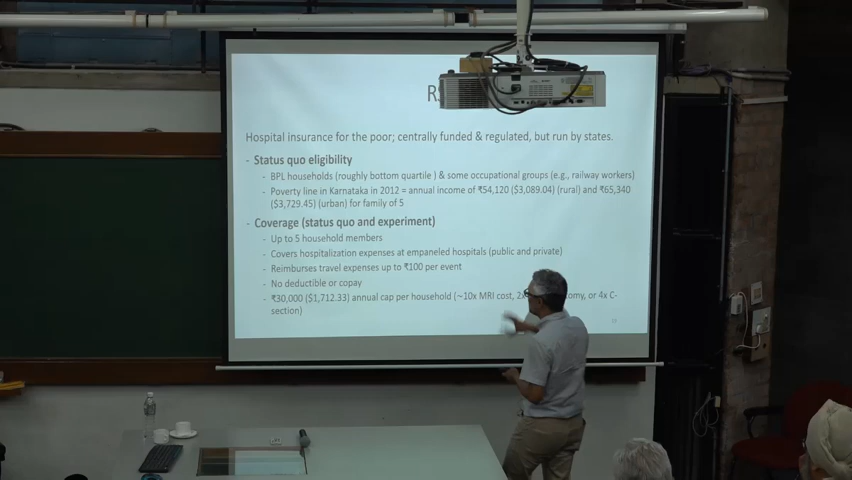 Hospital insurance for the poor; centrally funded & regulated, but run by states.
- Status quo eligibility
- BPL households (roughly bottom quartile ) & some occupational groups (e.g., railway workers)
- Poverty line in Karnataka in 2012 = annual income of ₹54,120 ($3,089.04) (rural) and ₹65,340
($3,729.45) (urban) for family of 5
- Coverage (status quo and experiment)
- Up to 5 household members
- Covers hospitalization expenses at empaneled hospitals (public and private)
- Reimburses travel expenses up to ₹100 per event
- No deductible or copay
- ₹30,000 ($1,712.33) annual cap per household (~10x MRI cost, or 4x C-
section)